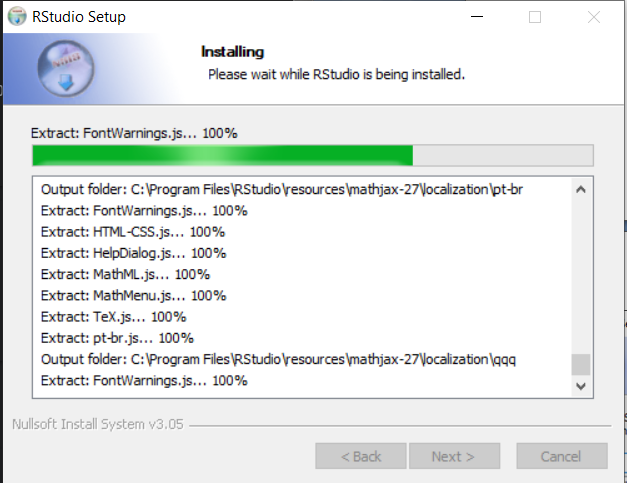 RStudio Setup
Installing
Please wait while RStudio is being installed.
Extract: FontWarnings.js... 100%
Output folder: C:\Program Files\RStudio\resources\mathjax-27\localization\pt-br
Extract: FontWarnings.js... 100%
Extract: HTML-CSS.js... 100%
Extract: HelpDialog.js... 100%
Extract: MathML.js... 100%
Extract: MathMenu.js... 100%
Extract: TeX.js... 100%
Extract: pt-br.js... 100%
Output folder: C:\Program Files\RStudio\resources\mathjax-27\localization\qqq
Extract: FontWarnings.js... 100%
Nullsoft Install System v3.05
< Back
Next >
Cancel